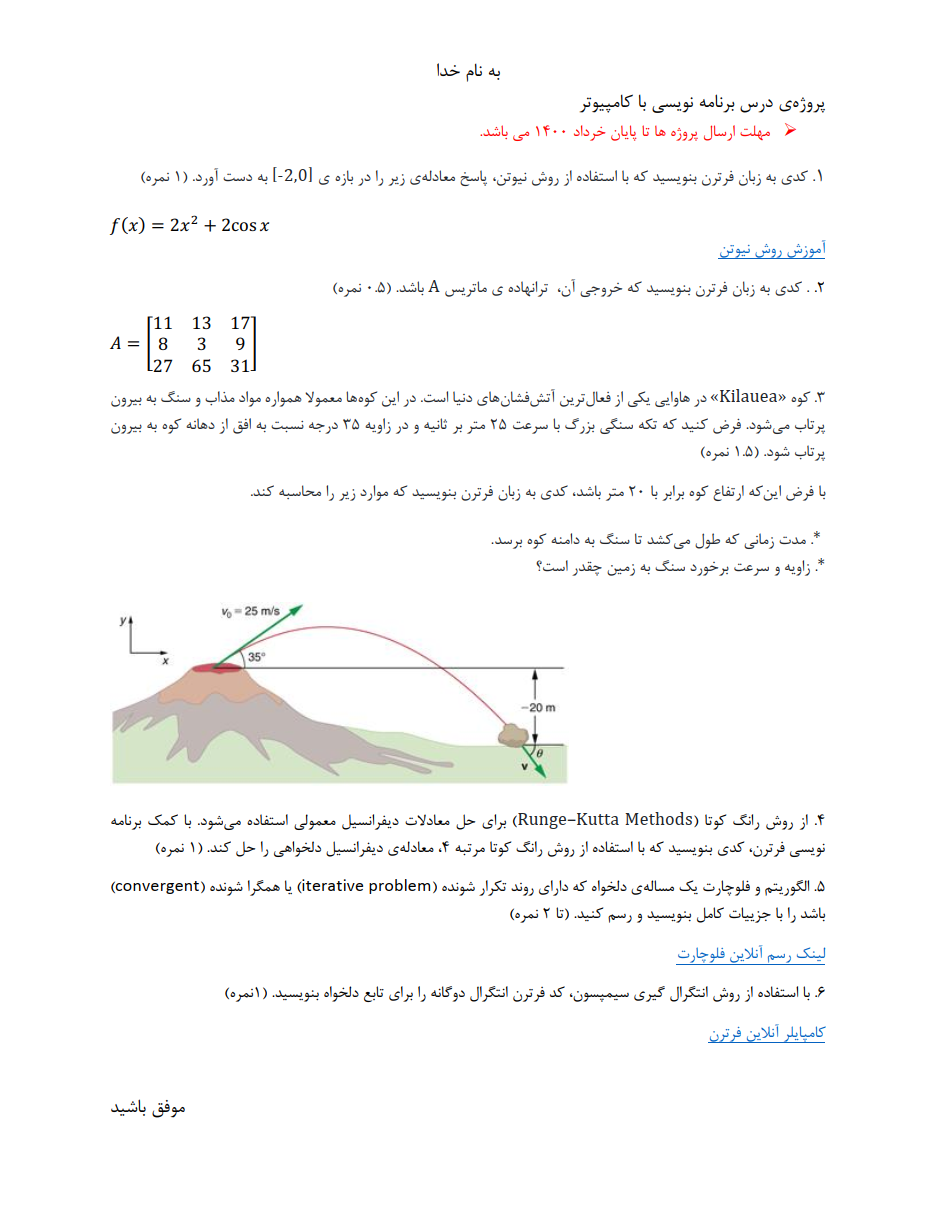 به نام خدا
پروژه‌ی درس برنامه نویسی با کامپیوتر
➢ مهلت ارسال پروژه ها تا پایان خرداد ۱۴۰۰ می باشد.
۱. کدی به زبان فرترن بنویسید که با استفاده از روش نیوتن، پاسخ معادله‌ی زیر را در بازه ی [-2,0] به دست آورد. (۱ نمره)
f(x) = 2x² + 2cos x
آموزش روش نیوتن
۲. . کدی به زبان فرترن بنویسید که خروجی آن، ترانهاده ی ماتریس A باشد. (۰.۵ نمره)
A = [11 13 17
8 3 9
27 65 31]
۳. کوه «Kilauea» در هاوایی یکی از فعال‌ترین آتش‌فشان‌های دنیا است. در این کوه‌ها معمولا همواره مواد مذاب و سنگ به بیرون
پرتاب می‌شود. فرض کنید که تکه سنگی بزرگ با سرعت ۲۵ متر بر ثانیه و در زاویه ۳۵ درجه نسبت به افق از دهانه کوه به بیرون
پرتاب شود. (۱.۵ نمره)
با فرض این‌که ارتفاع کوه برابر با ۲۰ متر باشد، کدی به زبان فرترن بنویسید که موارد زیر را محاسبه کند.
*. مدت زمانی که طول می‌کشد تا سنگ به دامنه کوه برسد.
*. زاویه و سرعت برخورد سنگ به زمین چقدر است؟
v₀ = 25 m/s
y
x
35°
−20 m
θ
v
۴. از روش رانگ کوتا (Runge–Kutta Methods) برای حل معادلات دیفرانسیل معمولی استفاده می‌شود. با کمک برنامه
نویسی فرترن، کدی بنویسید که با استفاده از روش رانگ کوتا مرتبه ۴، معادله‌ی دیفرانسیل دلخواهی را حل کند. (۱ نمره)
۵. الگوریتم و فلوچارت یک مساله‌ی دلخواه که دارای روند تکرار شونده (iterative problem) یا همگرا شونده (convergent)
باشد را با جزییات کامل بنویسید و رسم کنید. (تا ۲ نمره)
لینک رسم آنلاین فلوچارت
۶. با استفاده از روش انتگرال گیری سیمپسون، کد فرترن انتگرال دوگانه را برای تابع دلخواه بنویسید. (۱نمره)
کامپایلر آنلاین فرترن
موفق باشید